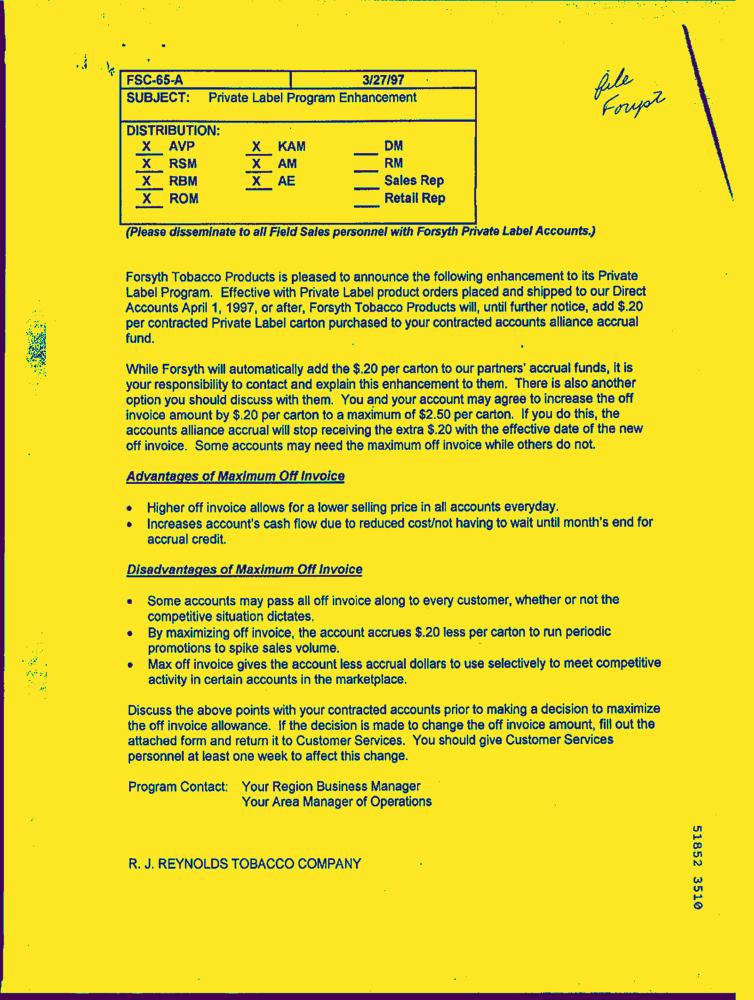 file
Forsyt
FSC-65-A 3/27/97
SUBJECT: Private Label Program Enhancement
DISTRIBUTION:
X AVP X KAM ___ DM
X RSM X AM ___ RM
X RBM X AE ___ Sales Rep
X ROM ___ Retail Rep
(Please disseminate to all Field Sales personnel with Forsyth Private Label Accounts.)
Forsyth Tobacco Products is pleased to announce the following enhancement to its Private
Label Program. Effective with Private Label product orders placed and shipped to our Direct
Accounts April 1, 1997, or after, Forsyth Tobacco Products will, until further notice, add $.20
per contracted Private Label carton purchased to your contracted accounts alliance accrual
fund.
While Forsyth will automatically add the $.20 per carton to our partners' accrual funds, it is
your responsibility to contact and explain this enhancement to them. There is also another
option you should discuss with them. You and your account may agree to increase the off
invoice amount by $.20 per carton to a maximum of $2.50 per carton. If you do this, the
accounts alliance accrual will stop receiving the extra $.20 with the effective date of the new
off invoice. Some accounts may need the maximum off invoice while others do not.
Advantages of Maximum Off Invoice
• Higher off invoice allows for a lower selling price in all accounts everyday.
• Increases account's cash flow due to reduced cost/not having to wait until month's end for
accrual credit.
Disadvantages of Maximum Off Invoice
• Some accounts may pass all off invoice along to every customer, whether or not the
competitive situation dictates.
• By maximizing off invoice, the account accrues $.20 less per carton to run periodic
promotions to spike sales volume.
• Max off invoice gives the account less accrual dollars to use selectively to meet competitive
activity in certain accounts in the marketplace.
Discuss the above points with your contracted accounts prior to making a decision to maximize
the off invoice allowance. If the decision is made to change the off invoice amount, fill out the
attached form and return it to Customer Services. You should give Customer Services
personnel at least one week to affect this change.
Program Contact: Your Region Business Manager
Your Area Manager of Operations
R. J. REYNOLDS TOBACCO COMPANY
51852 3510